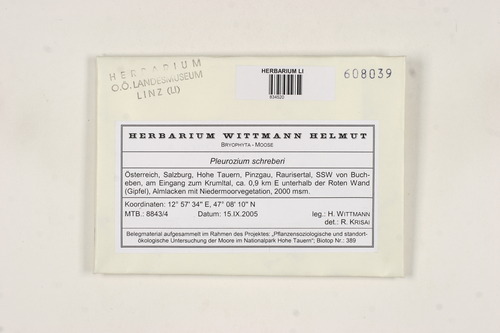 HERBARIUM
O.Ö. LANDESMUSEUM
LINZ (LI)
HERBARIUM LI
834920
608039
HERBARIUM WITTMANN HELMUT
BRYOPHYTA - MOOSE
Pleurozium schreberi
Österreich, Salzburg, Hohe Tauern, Pinzgau, Raurisertal, SSW von Buch-
eben, am Eingang zum Krumltal, ca. 0,9 km E unterhalb der Roten Wand
(Gipfel), Almlacken mit Niedermoorvegetation, 2000 msm.
Koordinaten: 12° 57' 34" E, 47° 08' 10" N
MTB.: 8843/4 Datum: 15.IX.2005 leg.: H. WITTMANN
det.: R. KRISAI
Belegmaterial aufgesammelt im Rahmen des Projektes: „Pflanzensoziologische und standort-
ökologische Untersuchung der Moore im Nationalpark Hohe Tauern“; Biotop Nr.: 389